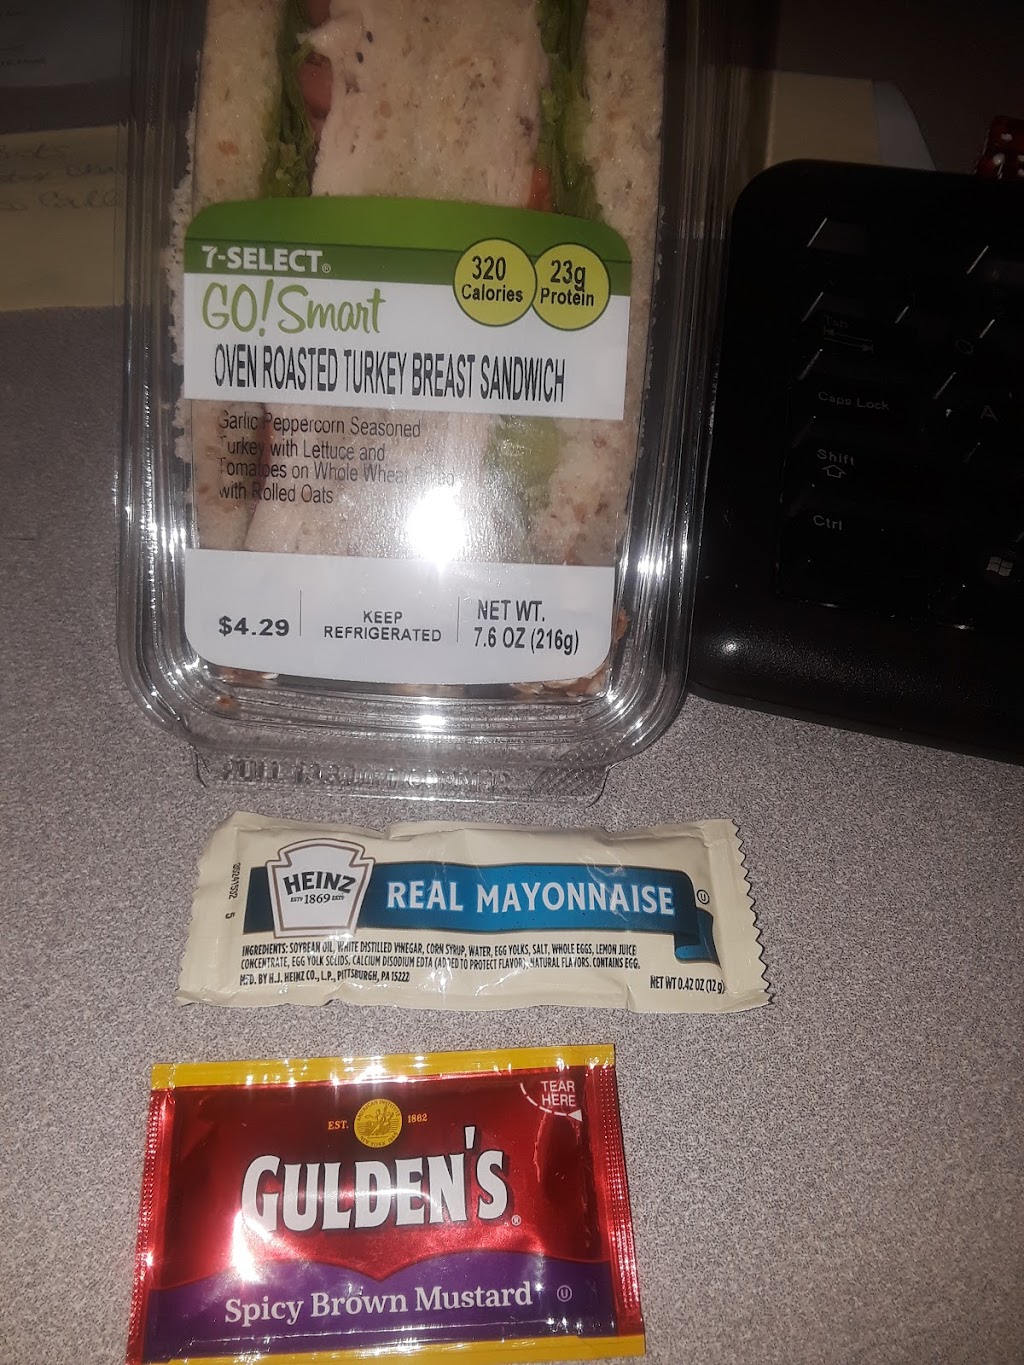 7-SELECT®
GO! Smart
320
Calories
23g
Protein
OVEN ROASTED TURKEY BREAST SANDWICH
Garlic Peppercorn Seasoned
Turkey with Lettuce and
Tomatoes on Whole Wheat
with Rolled Oats
$4.29
KEEP
REFRIGERATED
NET WT.
7.6 OZ (216g)
Tab
Caps Lock
A
Shift
Ctrl
HEINZ
ESTD 1869 ESTD
REAL MAYONNAISE
INGREDIENTS: SOYBEAN OIL, WHITE DISTILLED VINEGAR, CORN SYRUP, WATER, EGG YOLKS, SALT, WHOLE EGGS, LEMON JUICE
CONCENTRATE, EGG YOLK SOLIDS, CALCIUM DISODIUM EDTA (ADDED TO PROTECT FLAVOR), NATURAL FLAVORS. CONTAINS EGG.
MFD. BY H.J. HEINZ CO., L.P., PITTSBURGH, PA 15222
NET WT 0.42 OZ (12 g)
TEAR
HERE
EST. 1862
GULDEN'S®
Spicy Brown Mustard